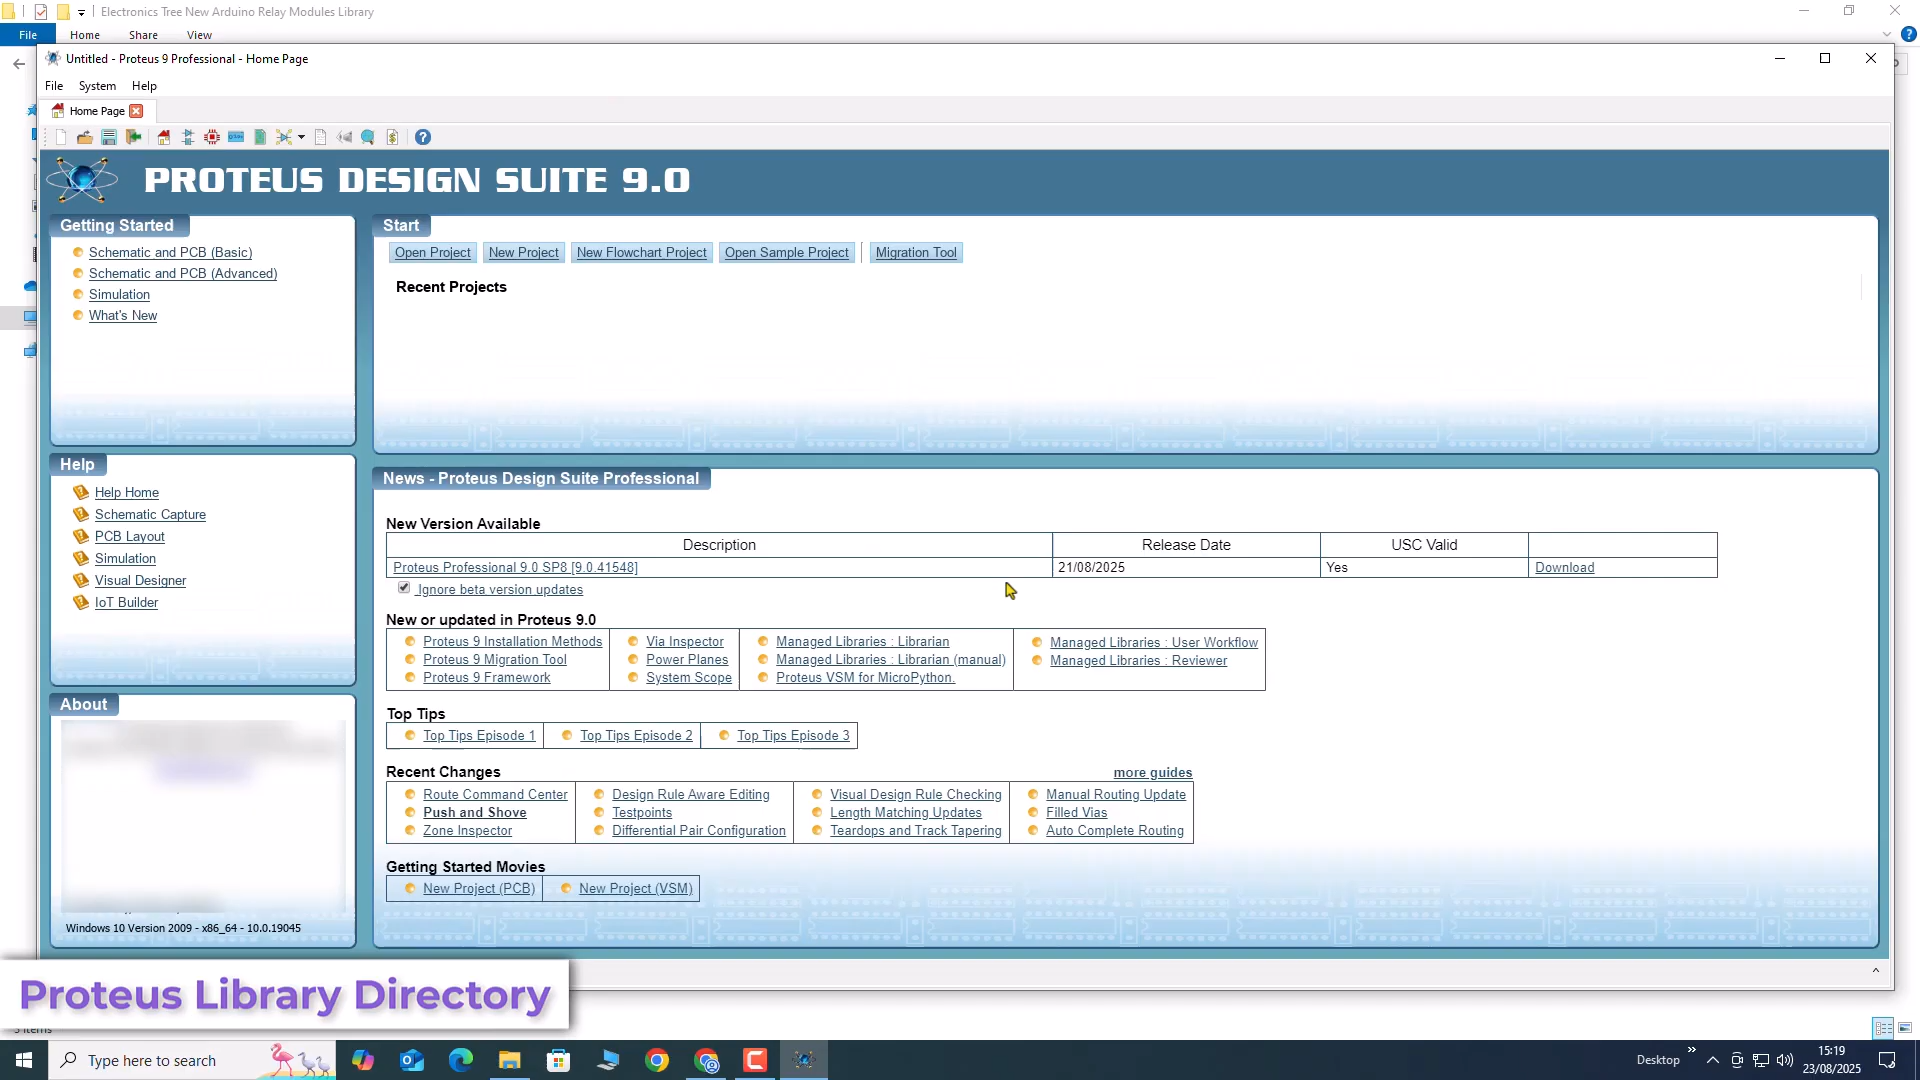 Electronics Tree New Arduino Relay Modules Library
File Home Share View
Untitled - Proteus 9 Professional - Home Page
File System Help
Home Page
PROTEUS DESIGN SUITE 9.0
Getting Started
Schematic and PCB (Basic)
Schematic and PCB (Advanced)
Simulation
What's New
Start
Open Project New Project New Flowchart Project Open Sample Project Migration Tool
Recent Projects
Help
Help Home
Schematic Capture
PCB Layout
Simulation
Visual Designer
IoT Builder
News - Proteus Design Suite Professional
New Version Available
Description Release Date USC Valid
Proteus Professional 9.0 SP8 [9.0.41548] 21/08/2025 Yes Download
Ignore beta version updates
New or updated in Proteus 9.0
Proteus 9 Installation Methods Via Inspector Managed Libraries : Librarian Managed Libraries : User Workflow
Proteus 9 Migration Tool Power Planes Managed Libraries : Librarian (manual) Managed Libraries : Reviewer
Proteus 9 Framework System Scope Proteus VSM for MicroPython.
Top Tips
Top Tips Episode 1 Top Tips Episode 2 Top Tips Episode 3
Recent Changes more guides
Route Command Center Design Rule Aware Editing Visual Design Rule Checking Manual Routing Update
Push and Shove Testpoints Length Matching Updates Filled Vias
Zone Inspector Differential Pair Configuration Teardops and Track Tapering Auto Complete Routing
Getting Started Movies
New Project (PCB) New Project (VSM)
About
Windows 10 Version 2009 - x86_64 - 10.0.19045
Proteus Library Directory
Type here to search
Desktop
15:19
23/08/2025